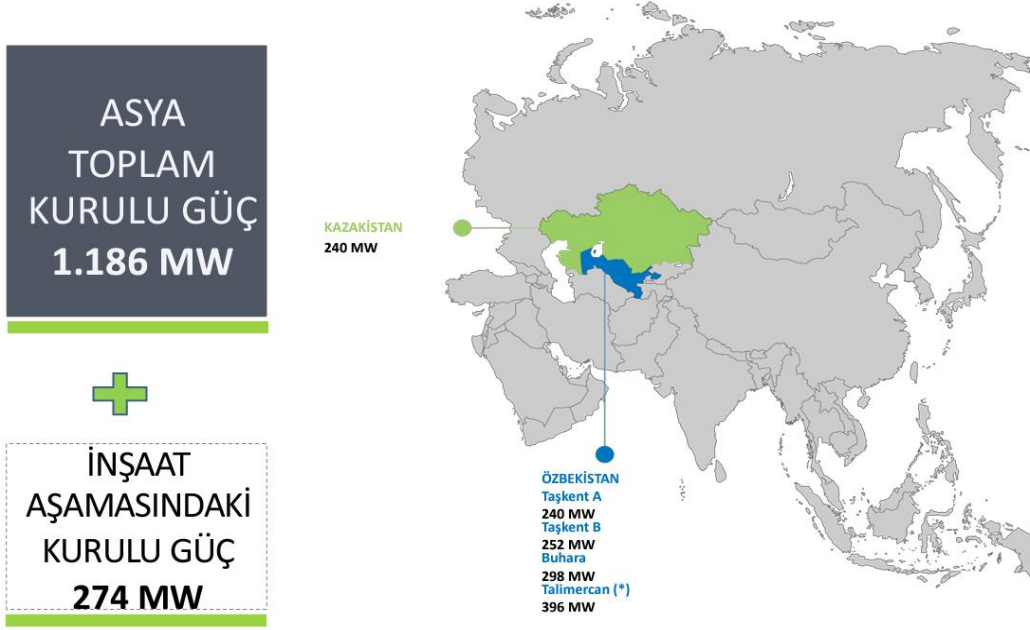 ASYA
TOPLAM
KURULU GÜÇ
1.186 MW
İNŞAAT
AŞAMASINDAKİ
KURULU GÜÇ
274 MW
KAZAKİSTAN
240 MW
ÖZBEKİSTAN
Taşkent A
240 MW
Taşkent B
252 MW
Buhara
298 MW
Talimercan (*)
396 MW